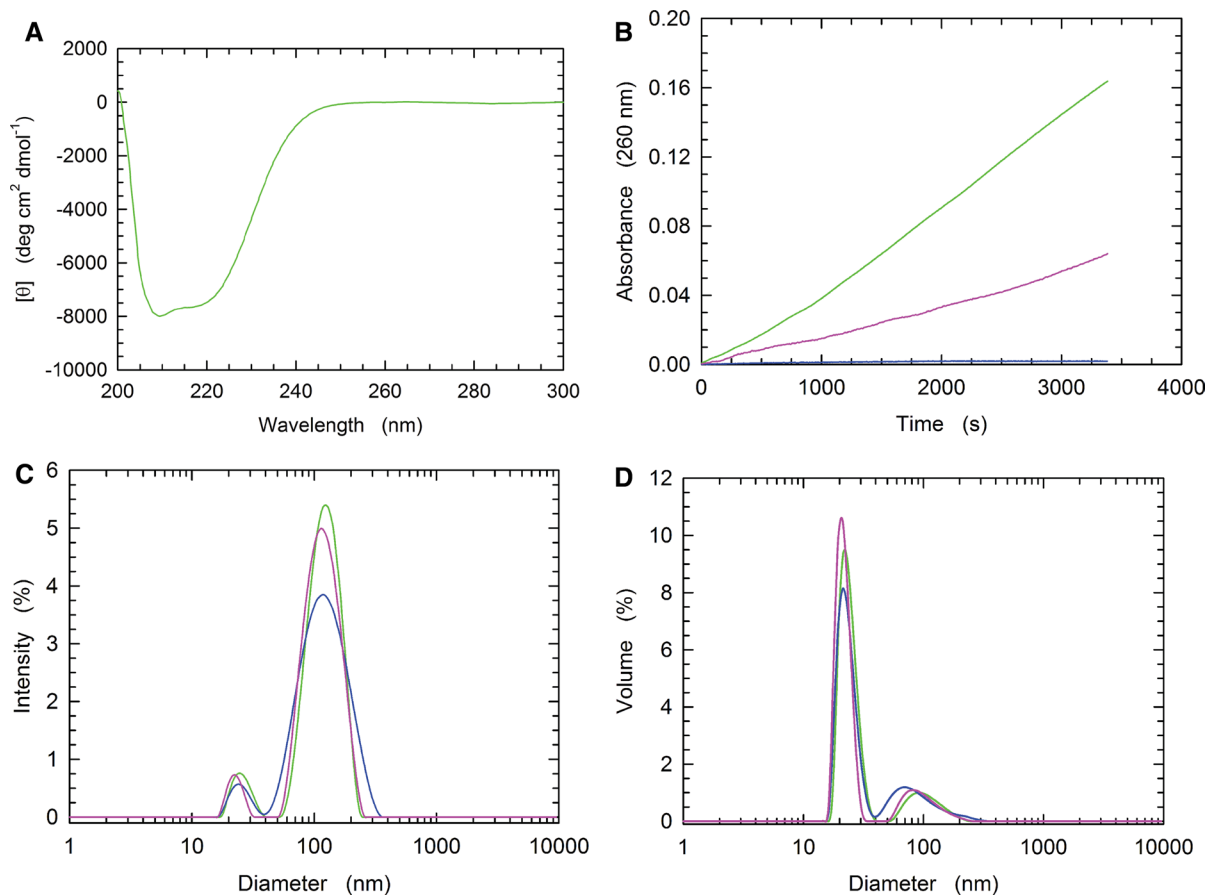 A
2000
0
-2000
-4000
-6000
-8000
-10000
[θ] (deg cm² dmol⁻¹)
200 220 240 260 280 300
Wavelength (nm)
B
0.20
0.16
0.12
0.08
0.04
0.00
Absorbance (260 nm)
0 1000 2000 3000 4000
Time (s)
C
6
5
4
3
2
1
0
Intensity (%)
1 10 100 1000 10000
Diameter (nm)
D
12
10
8
6
4
2
0
Volume (%)
1 10 100 1000 10000
Diameter (nm)